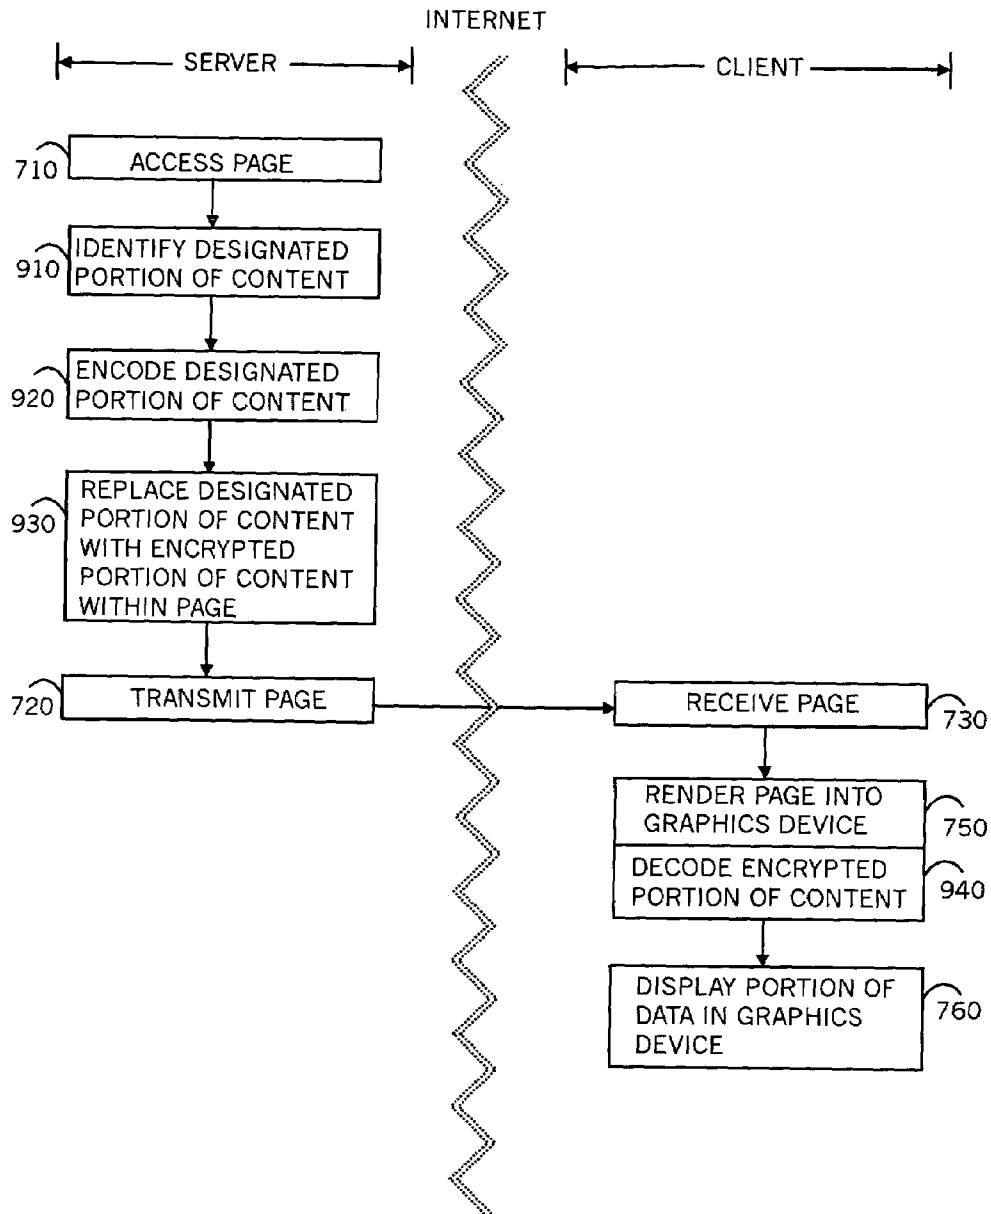 INTERNET
SERVER
CLIENT
710
ACCESS PAGE
910
IDENTIFY DESIGNATED
PORTION OF CONTENT
920
ENCODE DESIGNATED
PORTION OF CONTENT
930
REPLACE DESIGNATED
PORTION OF CONTENT
WITH ENCRYPTED
PORTION OF CONTENT
WITHIN PAGE
720
TRANSMIT PAGE
RECEIVE PAGE
730
RENDER PAGE INTO
GRAPHICS DEVICE
750
DECODE ENCRYPTED
PORTION OF CONTENT
940
DISPLAY PORTION OF
DATA IN GRAPHICS
DEVICE
760